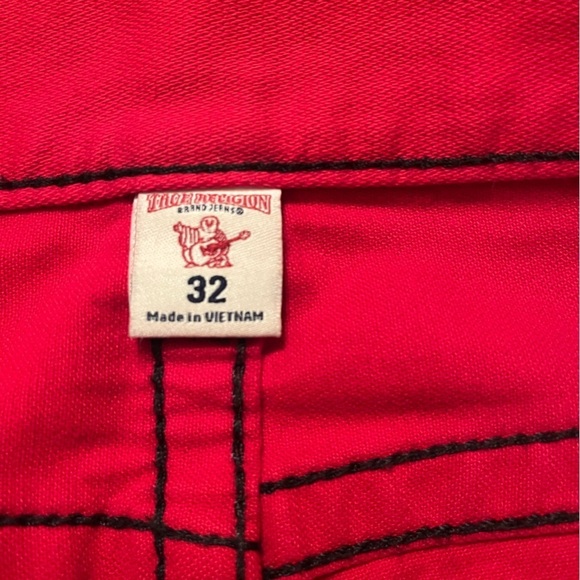 TRUE RELIGION
BRAND JEANS®
32
Made in VIETNAM